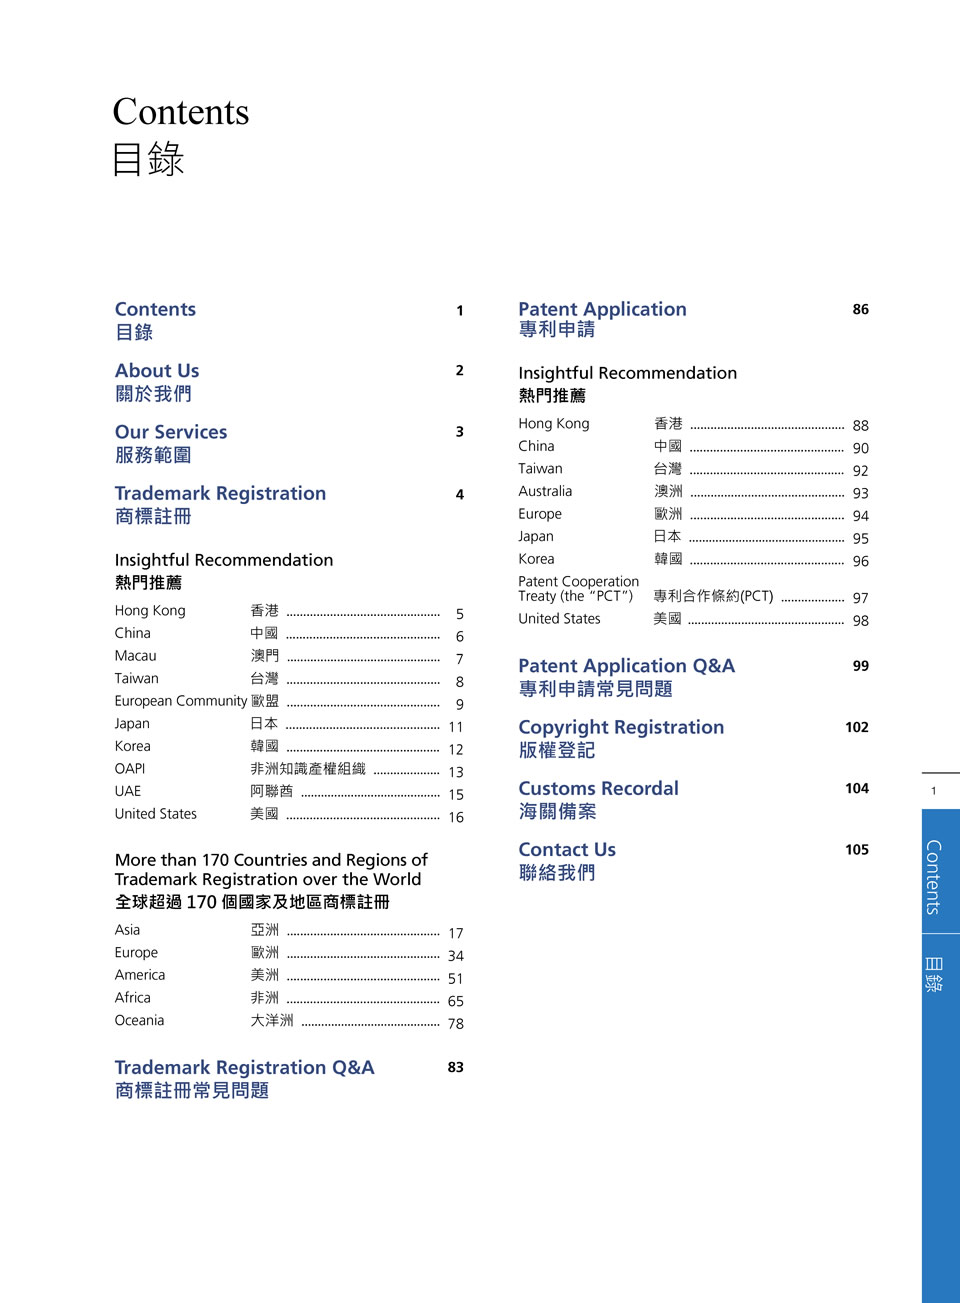 Contents
目錄
Contents 1
目錄
About Us 2
關於我們
Our Services 3
服務範圍
Trademark Registration 4
商標註冊
Insightful Recommendation
熱門推薦
Hong Kong 香港 ............................................. 5
China 中國 ............................................. 6
Macau 澳門 ............................................. 7
Taiwan 台灣 ............................................. 8
European Community 歐盟 ............................................. 9
Japan 日本 ............................................. 11
Korea 韓國 ............................................. 12
OAPI 非洲知識產權組織 .................... 13
UAE 阿聯酋 ......................................... 15
United States 美國 ............................................. 16
More than 170 Countries and Regions of
Trademark Registration over the World
全球超過 170 個國家及地區商標註冊
Asia 亞洲 ............................................. 17
Europe 歐洲 ............................................. 34
America 美洲 ............................................. 51
Africa 非洲 ............................................. 65
Oceania 大洋洲 ......................................... 78
Trademark Registration Q&A 83
商標註冊常見問題
Patent Application 86
專利申請
Insightful Recommendation
熱門推薦
Hong Kong 香港 ............................................. 88
China 中國 ............................................. 90
Taiwan 台灣 ............................................. 92
Australia 澳洲 ............................................. 93
Europe 歐洲 ............................................. 94
Japan 日本 ............................................. 95
Korea 韓國 ............................................. 96
Patent Cooperation
Treaty (the “PCT”) 專利合作條約(PCT) ................... 97
United States 美國 ............................................. 98
Patent Application Q&A 99
專利申請常見問題
Copyright Registration 102
版權登記
Customs Recordal 104
海關備案
Contact Us 105
聯絡我們
1
Contents
目錄